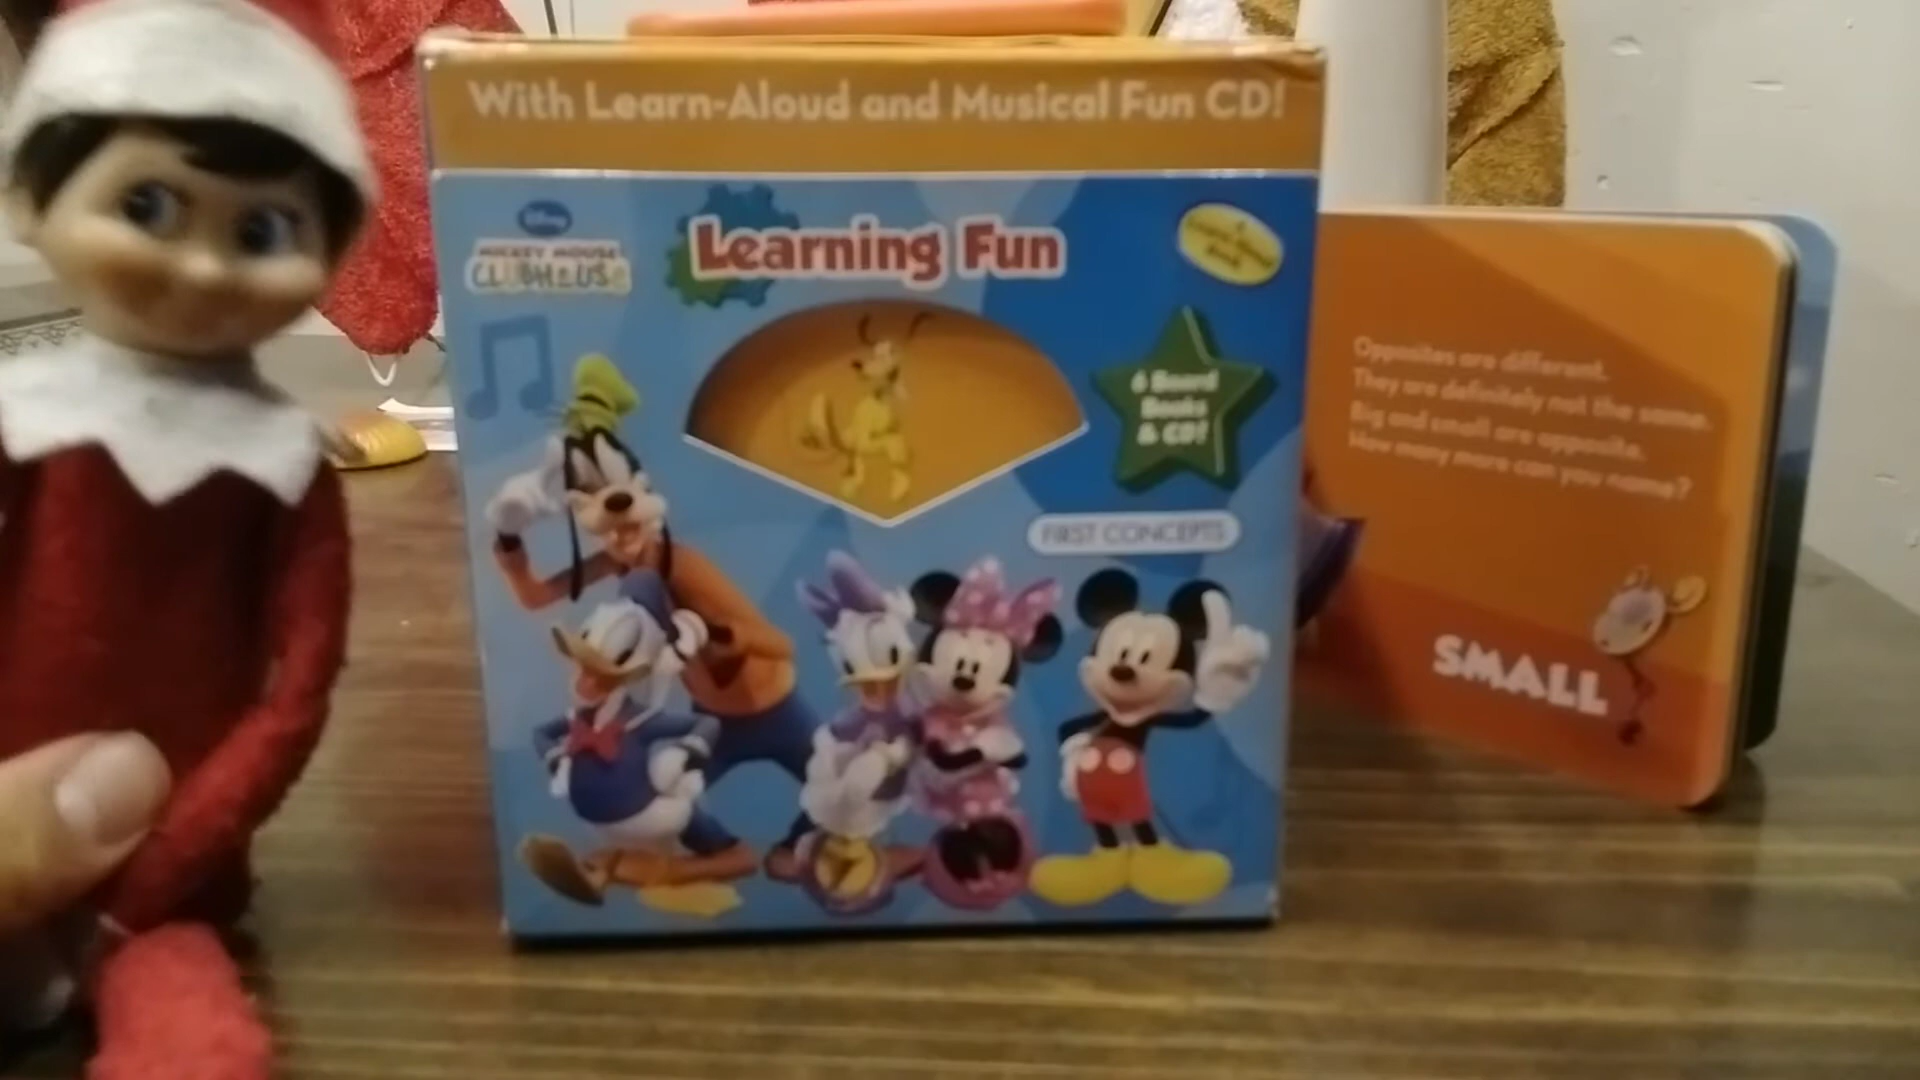 With Learn-Aloud and Musical Fun CD!
Disney
MICKEY MOUSE
CLUBHOUSE
Learning Fun
6 Board
Books
& CD!
FIRST CONCEPTS
Opposites are different.
They are definitely not the same.
Big and small are opposite.
How many more can you name?
SMALL